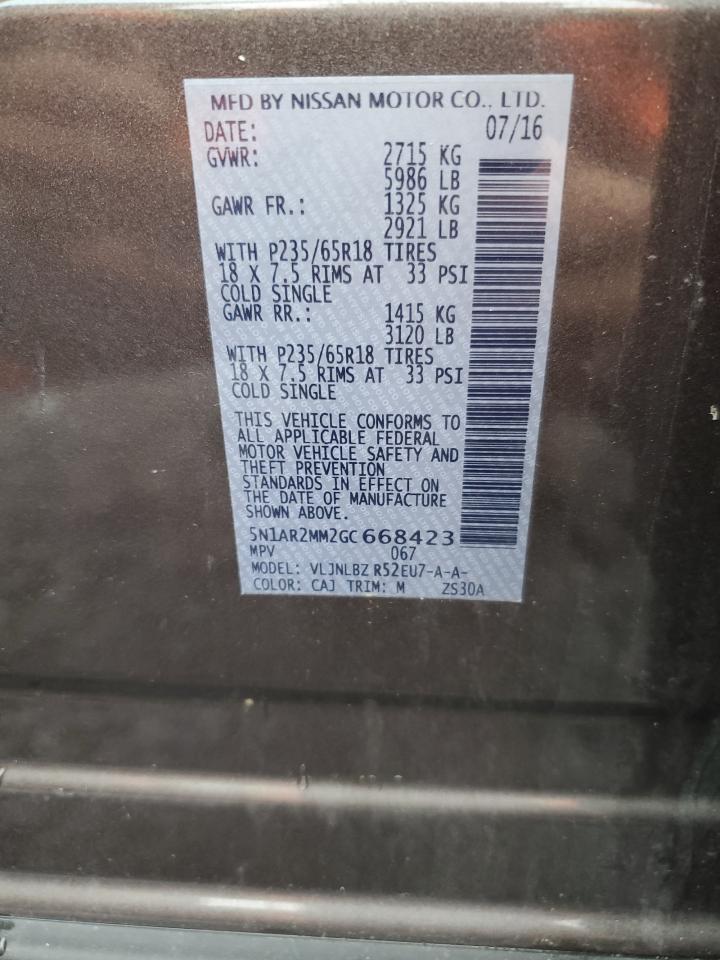 MFD BY NISSAN MOTOR CO., LTD.
DATE: 07/16
GVWR: 2715 KG
5986 LB
GAWR FR.: 1325 KG
2921 LB
WITH P235/65R18 TIRES
18 X 7.5 RIMS AT 33 PSI
COLD SINGLE
GAWR RR.: 1415 KG
3120 LB
WITH P235/65R18 TIRES
18 X 7.5 RIMS AT 33 PSI
COLD SINGLE
THIS VEHICLE CONFORMS TO
ALL APPLICABLE FEDERAL
MOTOR VEHICLE SAFETY AND
THEFT PREVENTION
STANDARDS IN EFFECT ON
THE DATE OF MANUFACTURE
SHOWN ABOVE.
5N1AR2MM2GC668423
MPV 067
MODEL: VLJNLBZ R52EU7-A-A-
COLOR: CAJ TRIM: M ZS30A